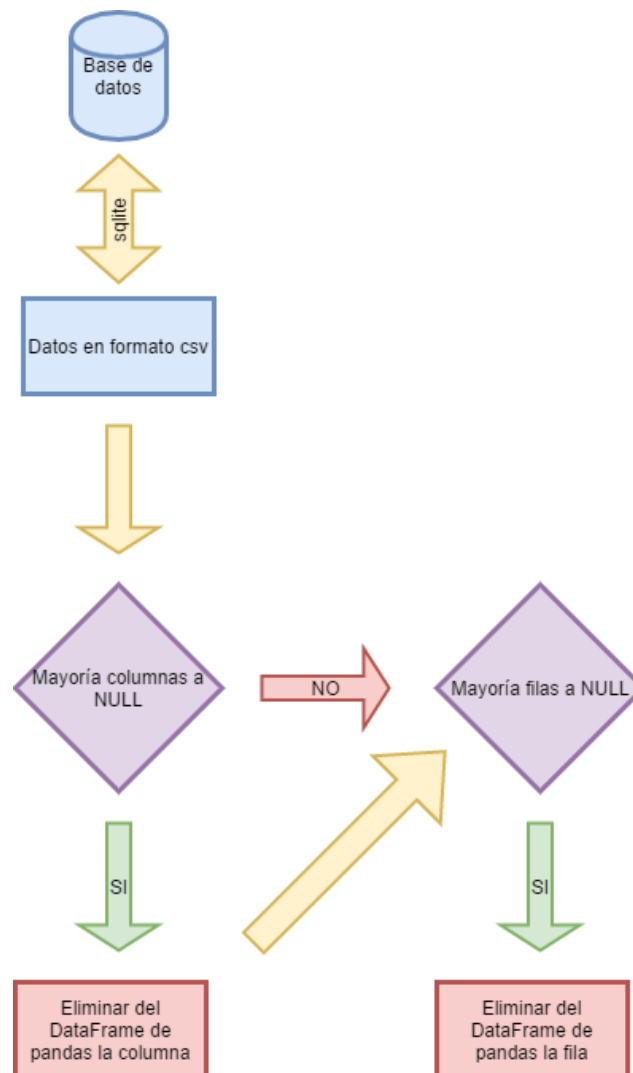 Base de
datos
sqlite
Datos en formato csv
Mayoría columnas a
NULL
NO
Mayoría filas a NULL
SI
SI
Eliminar del
DataFrame de
pandas la columna
Eliminar del
DataFrame de
pandas la fila